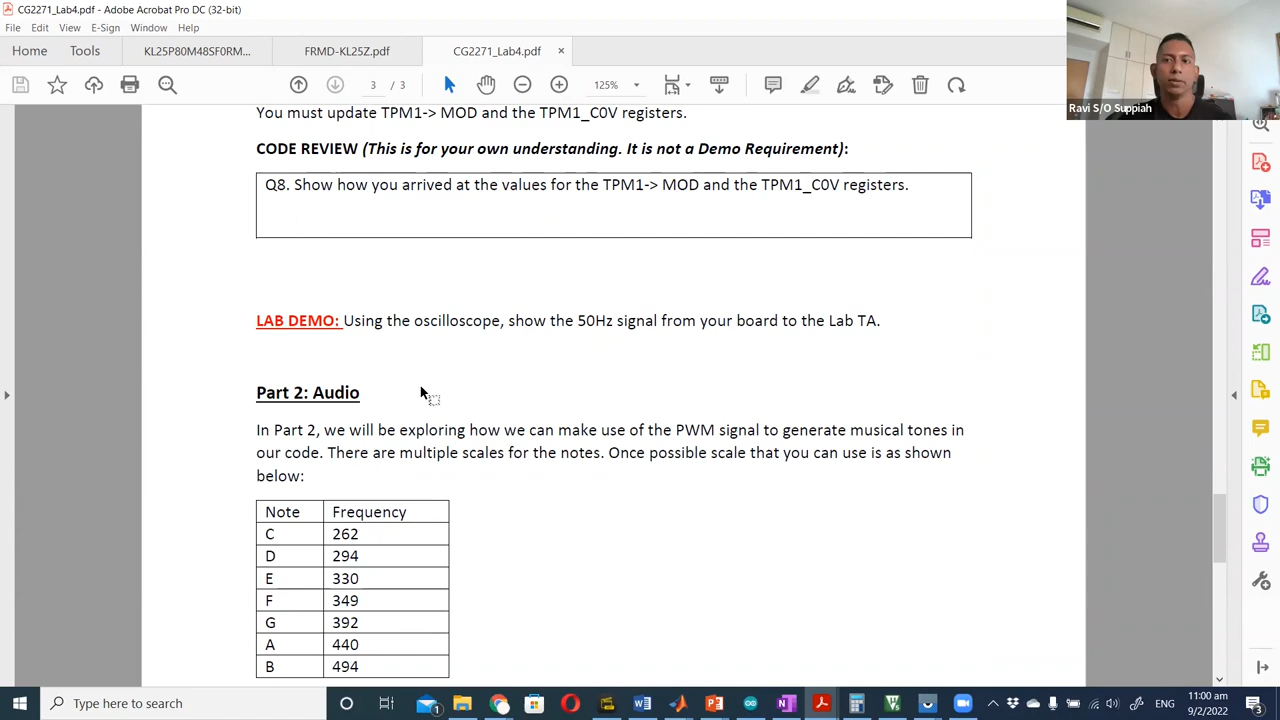 CG2271_Lab4.pdf - Adobe Acrobat Pro DC (32-bit)
File Edit View E-Sign Window Help
Home Tools KL25P80M48SF0RM... FRMD-KL25Z.pdf CG2271_Lab4.pdf ×
3 / 3 125%
Ravi S/O Suppiah
You must update TPM1-> MOD and the TPM1_C0V registers.
CODE REVIEW (This is for your own understanding. It is not a Demo Requirement):
Q8. Show how you arrived at the values for the TPM1-> MOD and the TPM1_C0V registers.
LAB DEMO: Using the oscilloscope, show the 50Hz signal from your board to the Lab TA.
Part 2: Audio
In Part 2, we will be exploring how we can make use of the PWM signal to generate musical tones in
our code. There are multiple scales for the notes. Once possible scale that you can use is as shown
below:
Note Frequency
C 262
D 294
E 330
F 349
G 392
A 440
B 494
Type here to search
ENG
11:00 am
9/2/2022